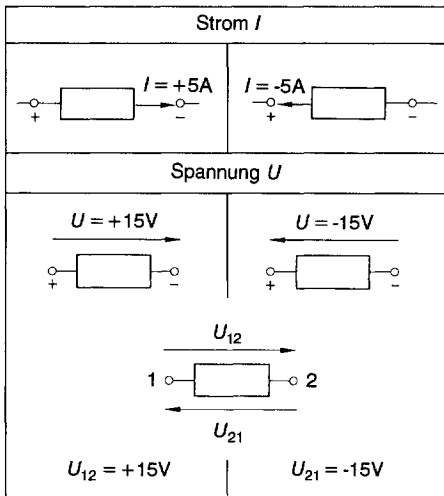 Strom I
I = +5A
I = -5A
+ -
+ -
Spannung U
U = +15V
U = -15V
+ -
+ -
U12
1 2
U21
U12 = +15V
U21 = -15V